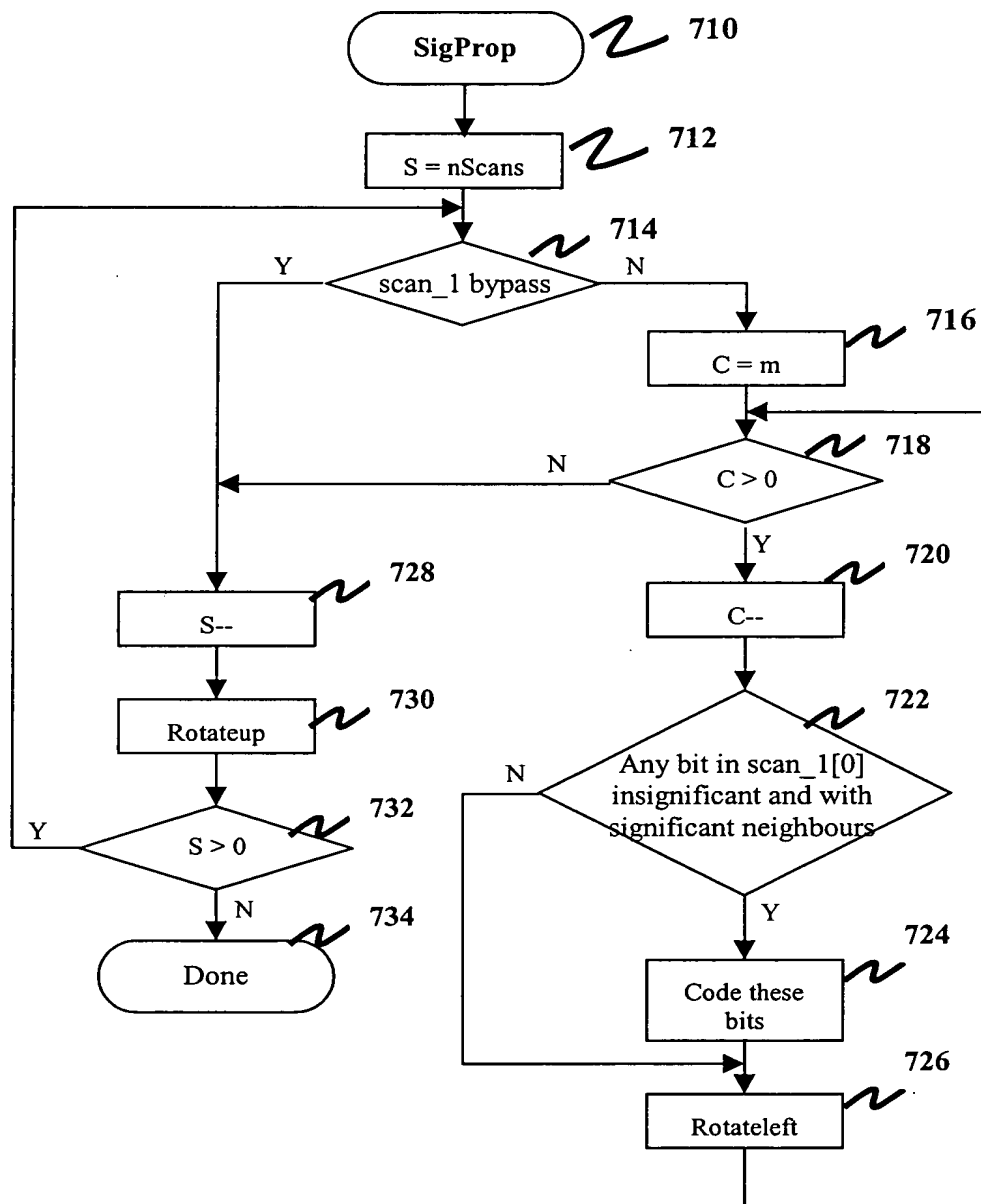 SigProp
710
S = nScans
712
714
Y
N
scan_1 bypass
716
C = m
718
N
C > 0
Y
720
C--
728
S--
722
730
Rotateup
N
Any bit in scan_1[0]
insignificant and with
significant neighbours
732
Y
S > 0
N
Y
734
Done
724
Code these
bits
726
Rotateleft